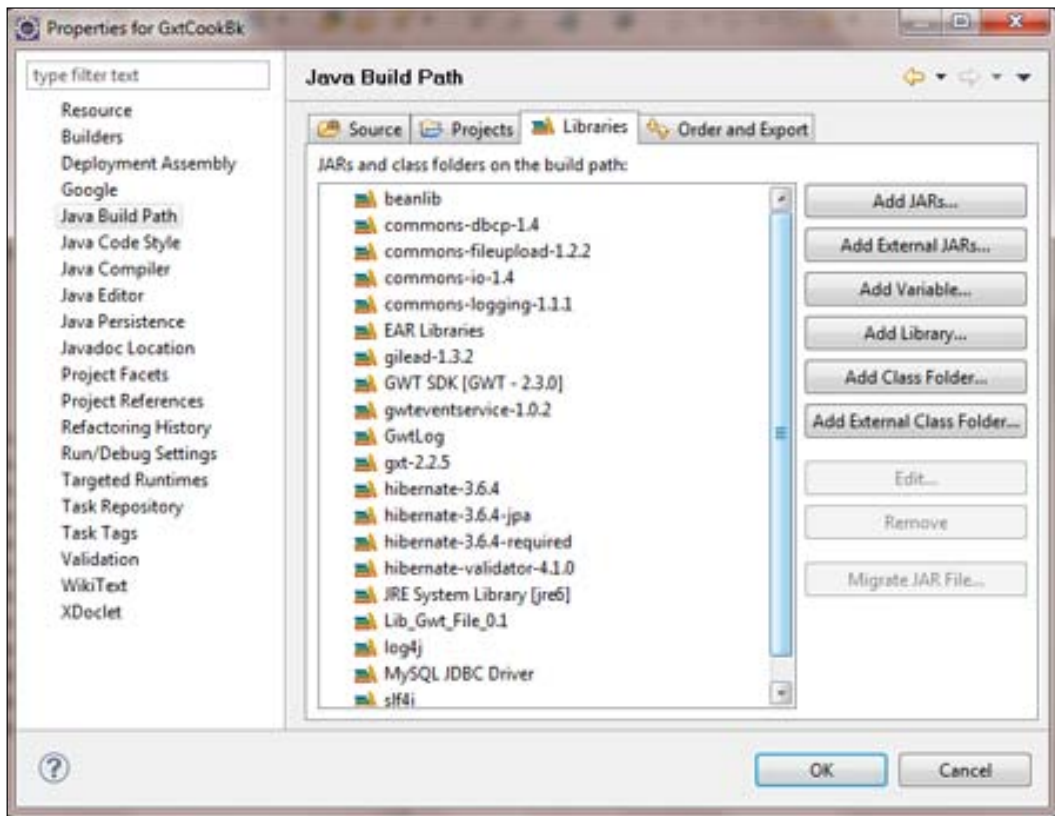 Properties for GxtCookBk
type filter text
Resource
Builders
Deployment Assembly
Google
Java Build Path
Java Code Style
Java Compiler
Java Editor
Java Persistence
Javadoc Location
Project Facets
Project References
Refactoring History
Run/Debug Settings
Targeted Runtimes
Task Repository
Task Tags
Validation
WikiText
XDoclet
Java Build Path
Source
Projects
Libraries
Order and Export
JARs and class folders on the build path:
beanlib
commons-dbcp-1.4
commons-fileupload-1.2.2
commons-io-1.4
commons-logging-1.1.1
EAR Libraries
gilead-1.3.2
GWT SDK [GWT - 2.3.0]
gwteventservice-1.0.2
GwtLog
gxt-2.2.5
hibernate-3.6.4
hibernate-3.6.4-jpa
hibernate-3.6.4-required
hibernate-validator-4.1.0
JRE System Library [jre6]
Lib_Gwt_File_0.1
log4j
MySQL JDBC Driver
slf4j
Add JARs...
Add External JARs...
Add Variable...
Add Library...
Add Class Folder...
Add External Class Folder...
Edit...
Remove
Migrate JAR File...
?
OK
Cancel